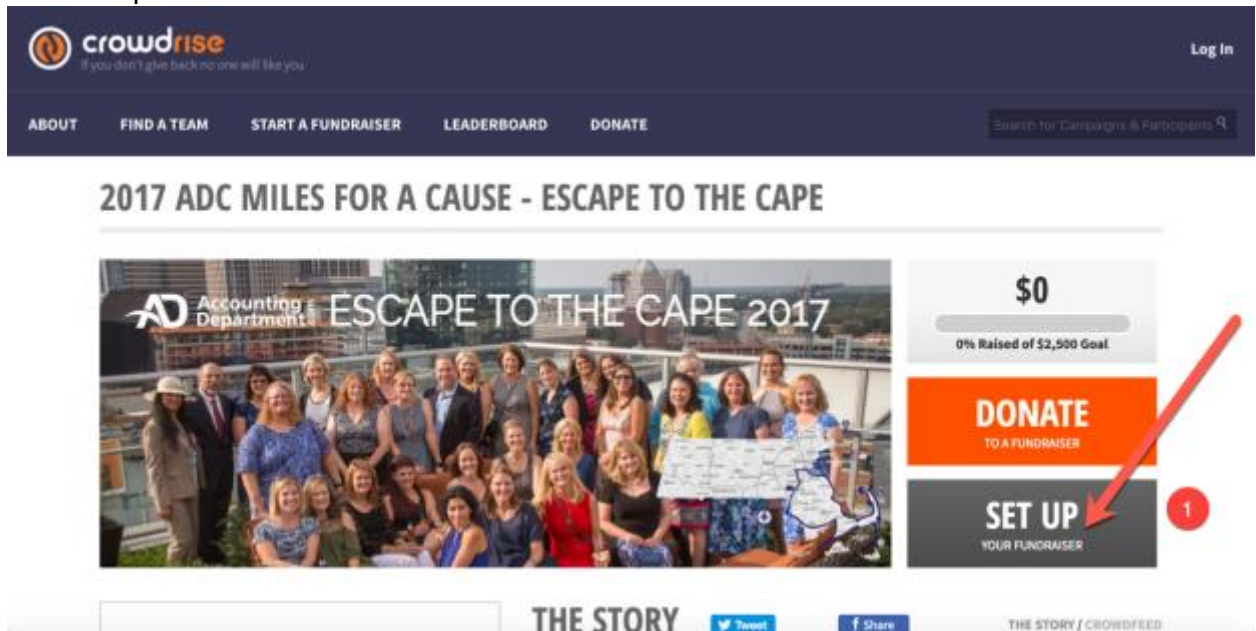 crowdrise
If you don't give back no one will like you
Log In
ABOUT FIND A TEAM START A FUNDRAISER LEADERBOARD DONATE
Search for Campaigns & Participants
2017 ADC MILES FOR A CAUSE - ESCAPE TO THE CAPE
AD Accounting Department.com ESCAPE TO THE CAPE 2017
$0
0% Raised of $2,500 Goal
DONATE
TO A FUNDRAISER
SET UP
YOUR FUNDRAISER
1
THE STORY
Tweet
f Share
THE STORY / CROWDFEED